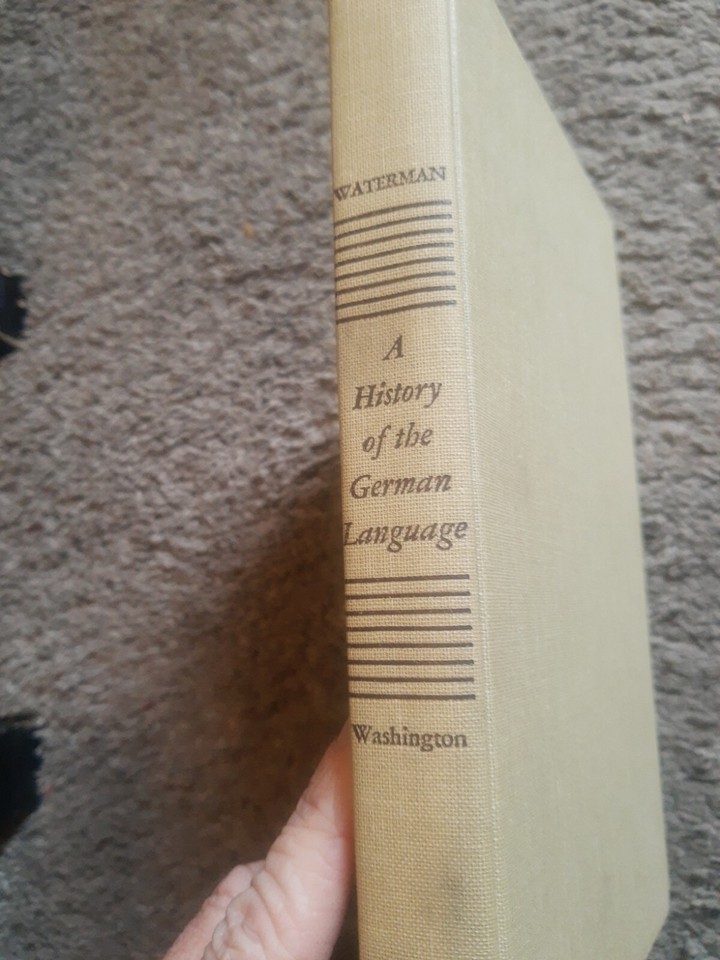 WATERMAN
A
History
of the
German
Language
Washington